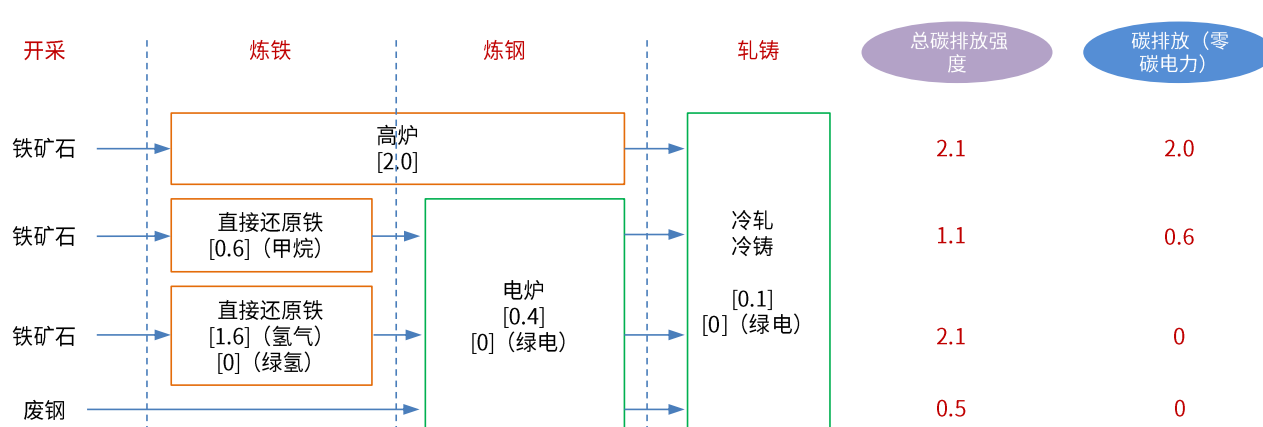 开采
炼铁
炼钢
轧铸
总碳排放强
度
碳排放（零
碳电力）
铁矿石
高炉
[2.0]
2.1
2.0
铁矿石
直接还原铁
[0.6]（甲烷）
1.1
0.6
铁矿石
直接还原铁
[1.6]（氢气）
[0]（绿氢）
电炉
[0.4]
[0]（绿电）
冷轧
冷铸
[0.1]
[0]（绿电）
2.1
0
废钢
0.5
0